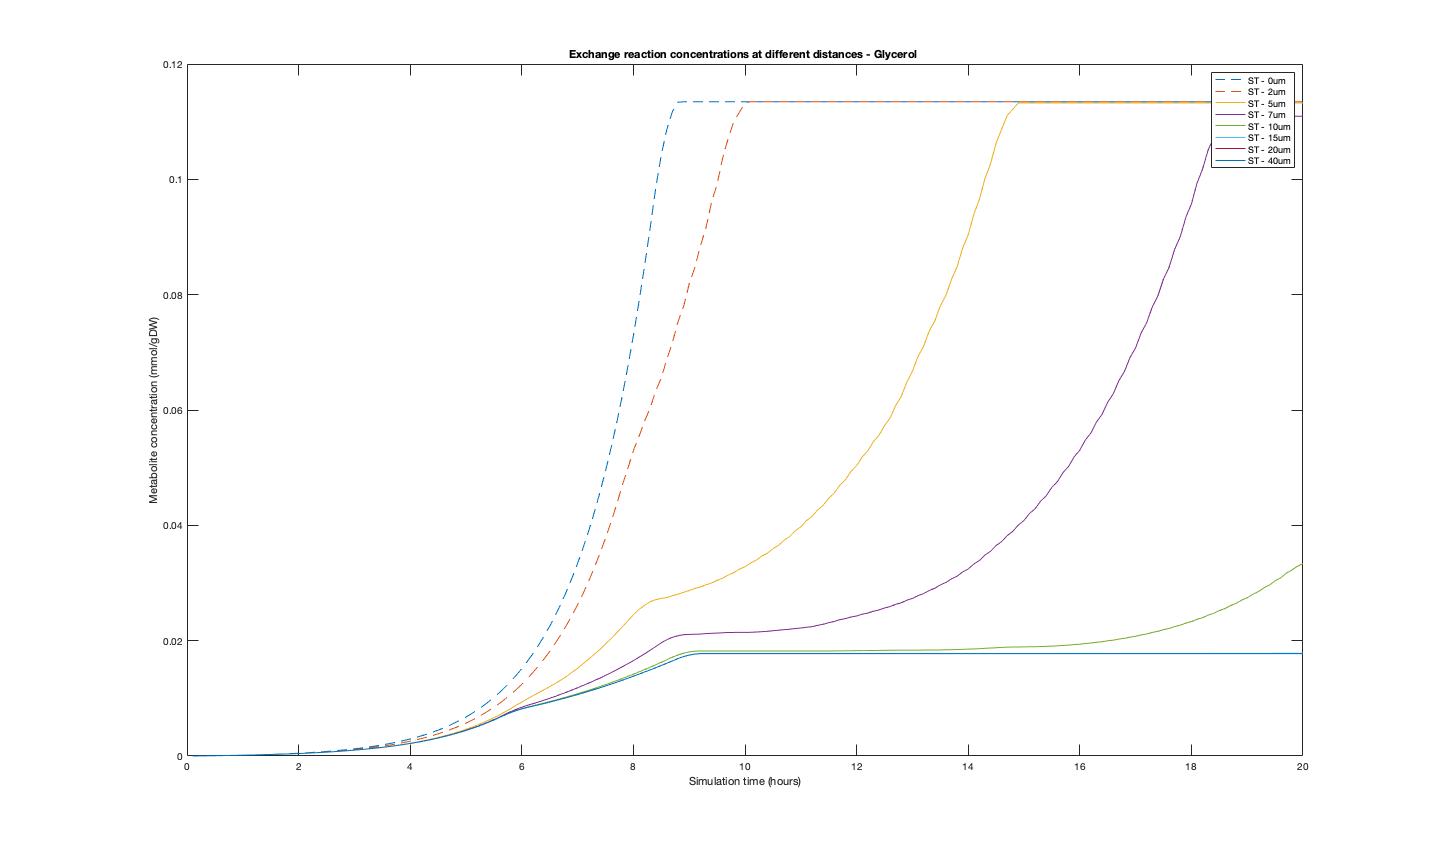 Exchange reaction concentrations at different distances - Glycerol
0.12
0.1
0.08
0.06
0.04
0.02
0
Metabolite concentration (mmol/gDW)
ST - 0um
ST - 2um
ST - 5um
ST - 7um
ST - 10um
ST - 15um
ST - 20um
ST - 40um
0 2 4 6 8 10 12 14 16 18 20
Simulation time (hours)